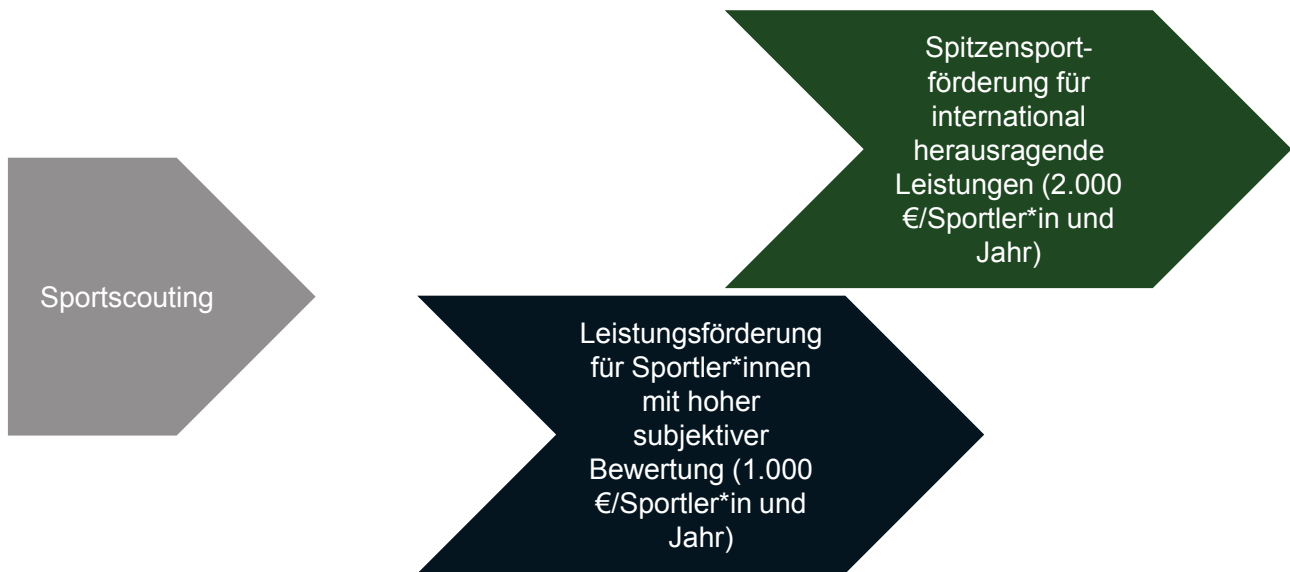 Sportscouting
Leistungsförderung
für Sportler*innen
mit hoher
subjektiver
Bewertung (1.000
€/Sportler*in und
Jahr)
Spitzensport-
förderung für
international
herausragende
Leistungen (2.000
€/Sportler*in und
Jahr)